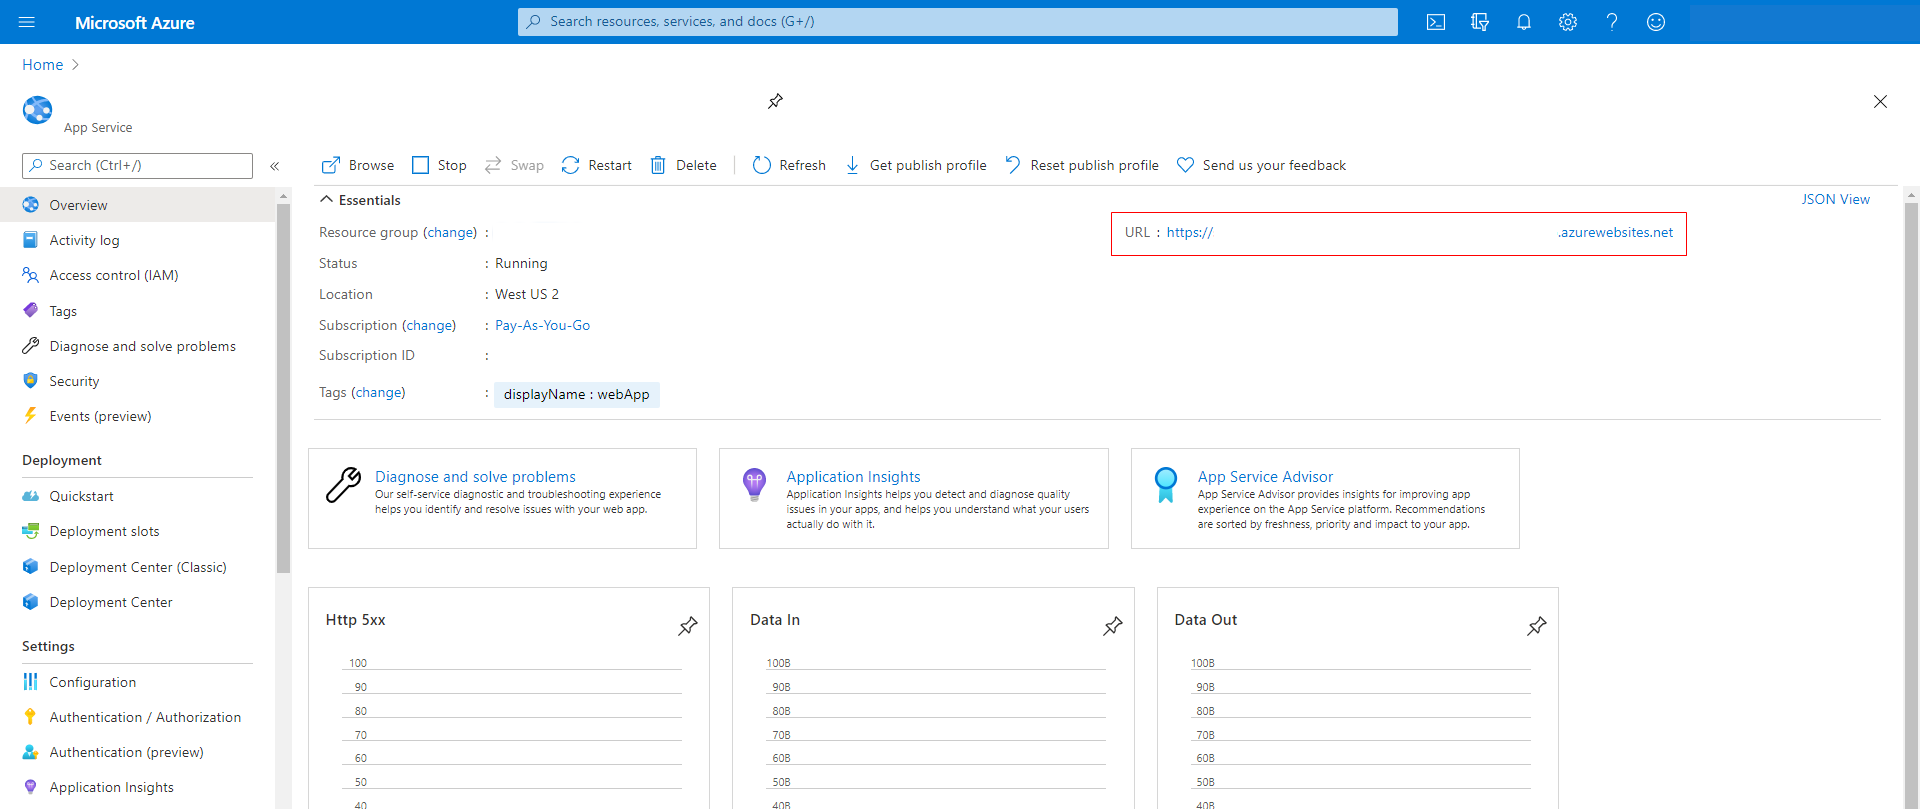 Microsoft Azure
Search resources, services, and docs (G+/)
Home
App Service
Search (Ctrl+/)
Overview
Activity log
Access control (IAM)
Tags
Diagnose and solve problems
Security
Events (preview)
Deployment
Quickstart
Deployment slots
Deployment Center (Classic)
Deployment Center
Settings
Configuration
Authentication / Authorization
Authentication (preview)
Application Insights
Browse Stop Swap Restart Delete Refresh Get publish profile Reset publish profile Send us your feedback
Essentials
JSON View
Resource group (change) :
Status : Running
Location : West US 2
Subscription (change) : Pay-As-You-Go
Subscription ID :
Tags (change) : displayName : webApp
URL : https:// .azurewebsites.net
Diagnose and solve problems
Our self-service diagnostic and troubleshooting experience
helps you identify and resolve issues with your web app.
Application Insights
Application Insights helps you detect and diagnose quality
issues in your apps, and helps you understand what your users
actually do with it.
App Service Advisor
App Service Advisor provides insights for improving app
experience on the App Service platform. Recommendations
are sorted by freshness, priority and impact to your app.
Http 5xx
100
90
80
70
60
50
40
Data In
100B
90B
80B
70B
60B
50B
40B
Data Out
100B
90B
80B
70B
60B
50B
40B